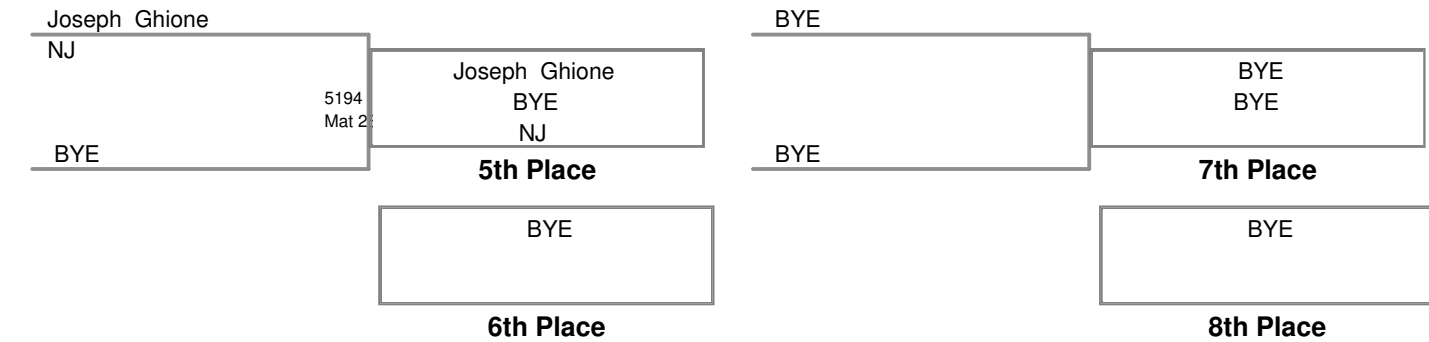 Joseph Ghione
NJ
5194
Mat 2
BYE
Joseph Ghione
BYE
NJ
5th Place
BYE
6th Place
BYE
BYE
BYE
BYE
7th Place
BYE
8th Place